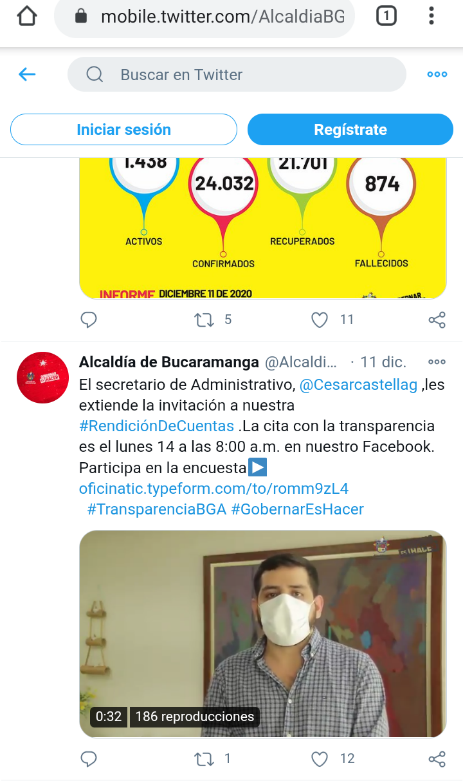 mobile.twitter.com/AlcaldiaBG
1
Buscar en Twitter
Iniciar sesión
Regístrate
1.438
24.032
21.701
874
ACTIVOS
CONFIRMADOS
RECUPERADOS
FALLECIDOS
INFORME DICIEMBRE 11 DE 2020
5
11
Alcaldía de Bucaramanga @Alcaldi... · 11 dic.
El secretario de Administrativo, @Cesarcastellag ,les
extiende la invitación a nuestra
#RendiciónDeCuentas .La cita con la transparencia
es el lunes 14 a las 8:00 a.m. en nuestro Facebook.
Participa en la encuesta▶
oficinatic.typeform.com/to/romm9zL4
#TransparenciaBGA #GobernarEsHacer
0:32
186 reproducciones
1
12